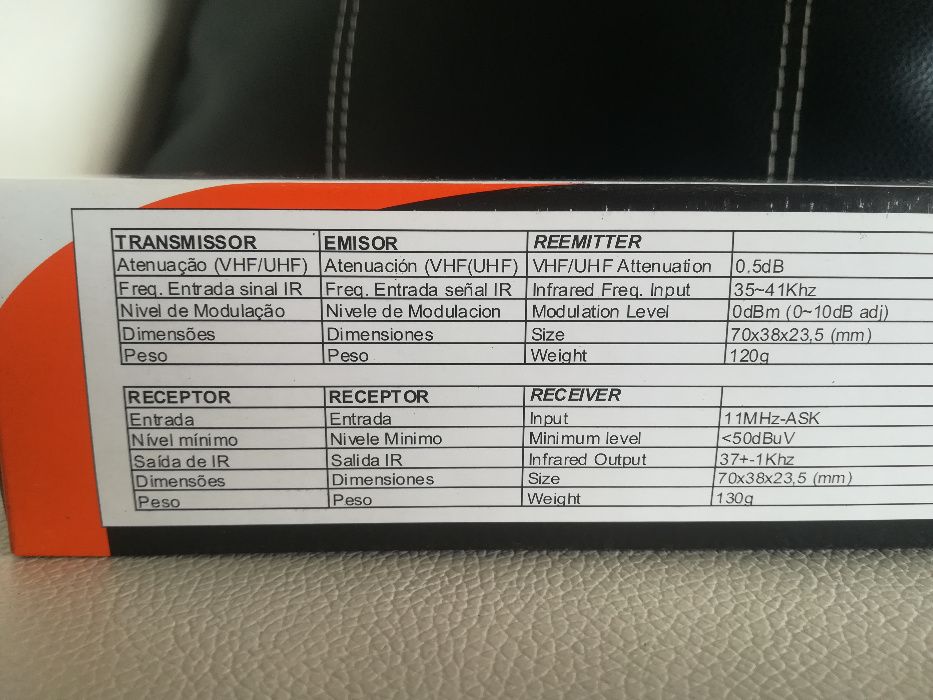 TRANSMISSOR EMISOR REEMITTER
Atenuação (VHF/UHF) Atenuación (VHF(UHF) VHF/UHF Attenuation 0.5dB
Freq. Entrada sinal IR Freq. Entrada señal IR Infrared Freq. Input 35~41Khz
Nivel de Modulação Nivele de Modulacion Modulation Level 0dBm (0~10dB adj)
Dimensões Dimensiones Size 70x38x23,5 (mm)
Peso Peso Weight 120g
RECEPTOR RECEPTOR RECEIVER
Entrada Entrada Input 11MHz-ASK
Nível mínimo Nivele Minimo Minimum level <50dBuV
Saída de IR Salida IR Infrared Output 37+-1Khz
Dimensões Dimensiones Size 70x38x23,5 (mm)
Peso Peso Weight 130g